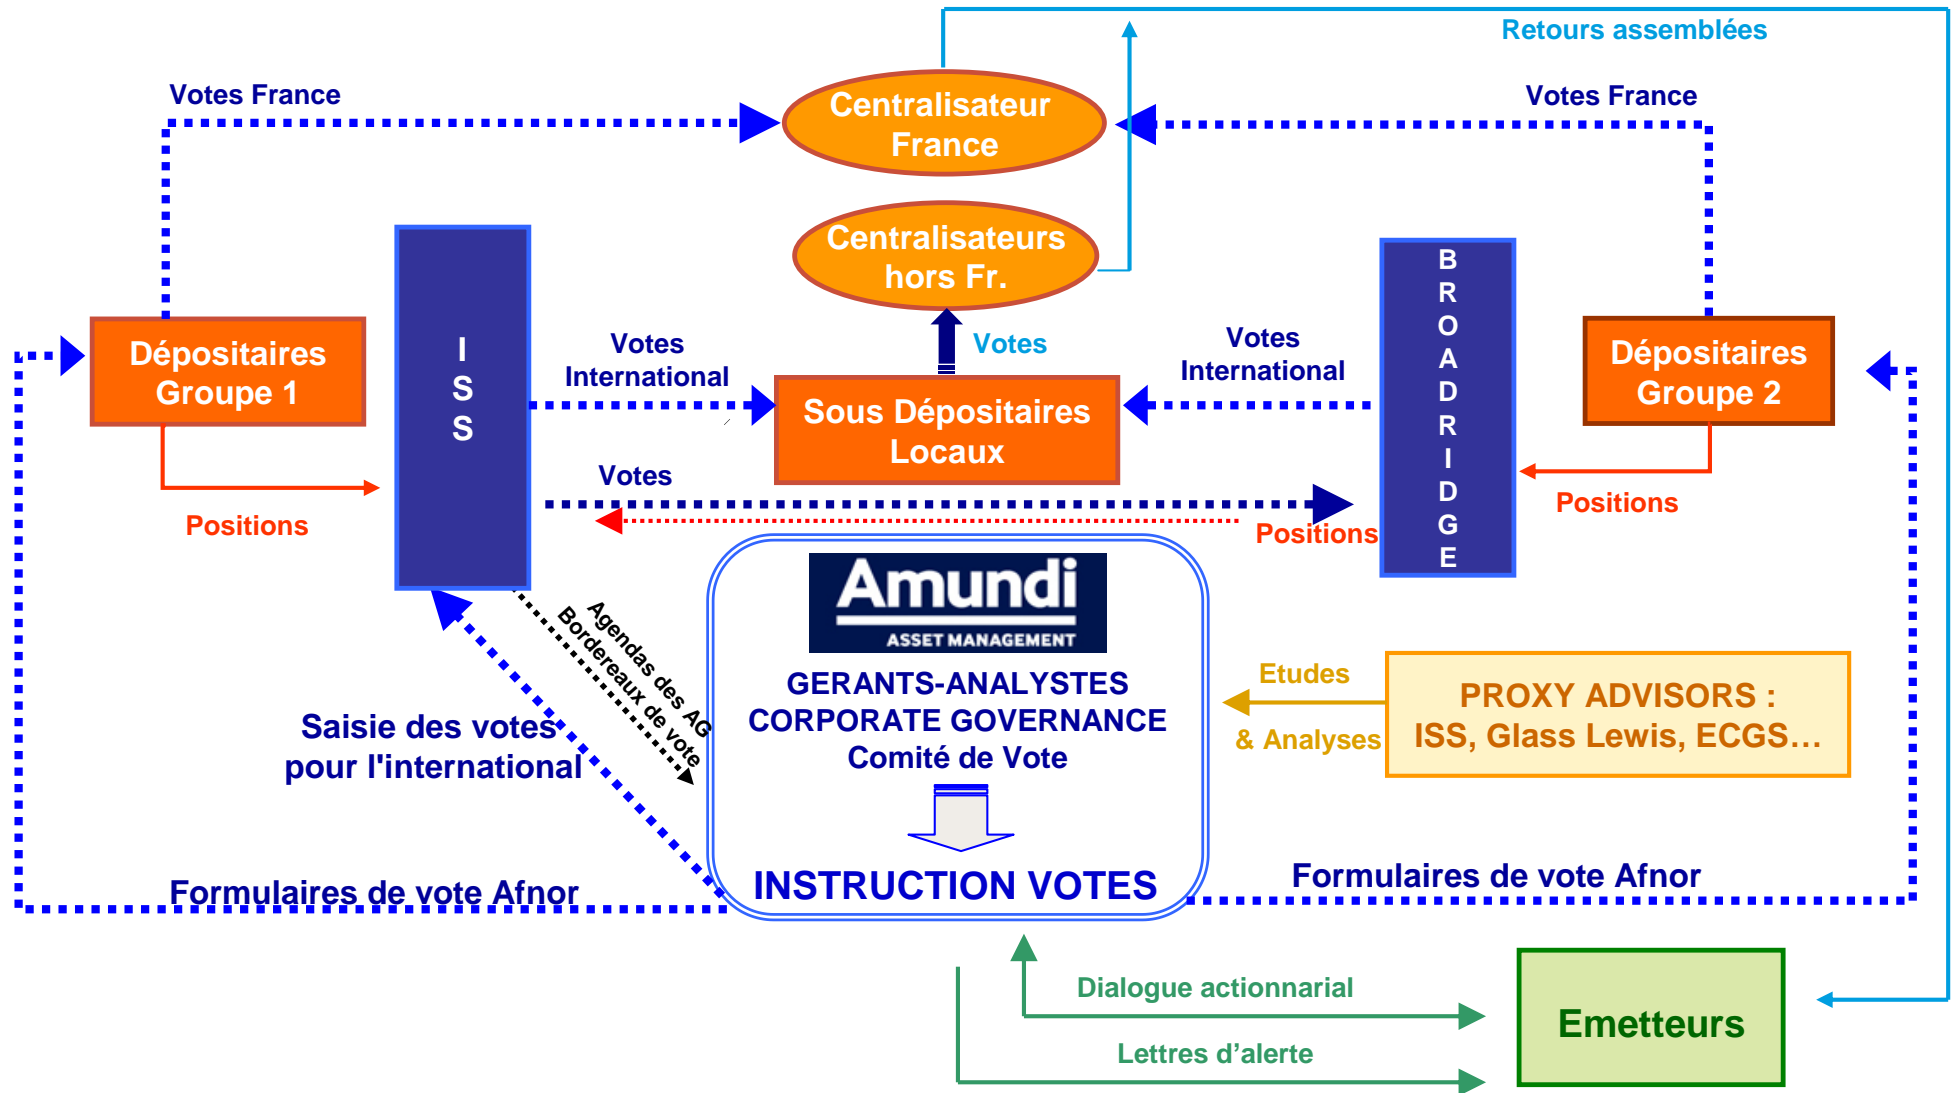 Retours assemblées
Votes France
Centralisateur
France
Votes France
Centralisateurs
hors Fr.
I
S
S
B
R
O
A
D
R
I
D
G
E
Dépositaires
Groupe 1
Votes
International
Votes
Votes
International
Dépositaires
Groupe 2
Sous Dépositaires
Locaux
Votes
Positions
Positions
Positions
Amundi
ASSET MANAGEMENT
Agendas des AG
Bordereaux de vote
GERANTS-ANALYSTES
CORPORATE GOVERNANCE
Comité de Vote
Etudes
& Analyses
PROXY ADVISORS :
ISS, Glass Lewis, ECGS…
Saisie des votes
pour l'international
INSTRUCTION VOTES
Formulaires de vote Afnor
Formulaires de vote Afnor
Dialogue actionnarial
Lettres d’alerte
Emetteurs